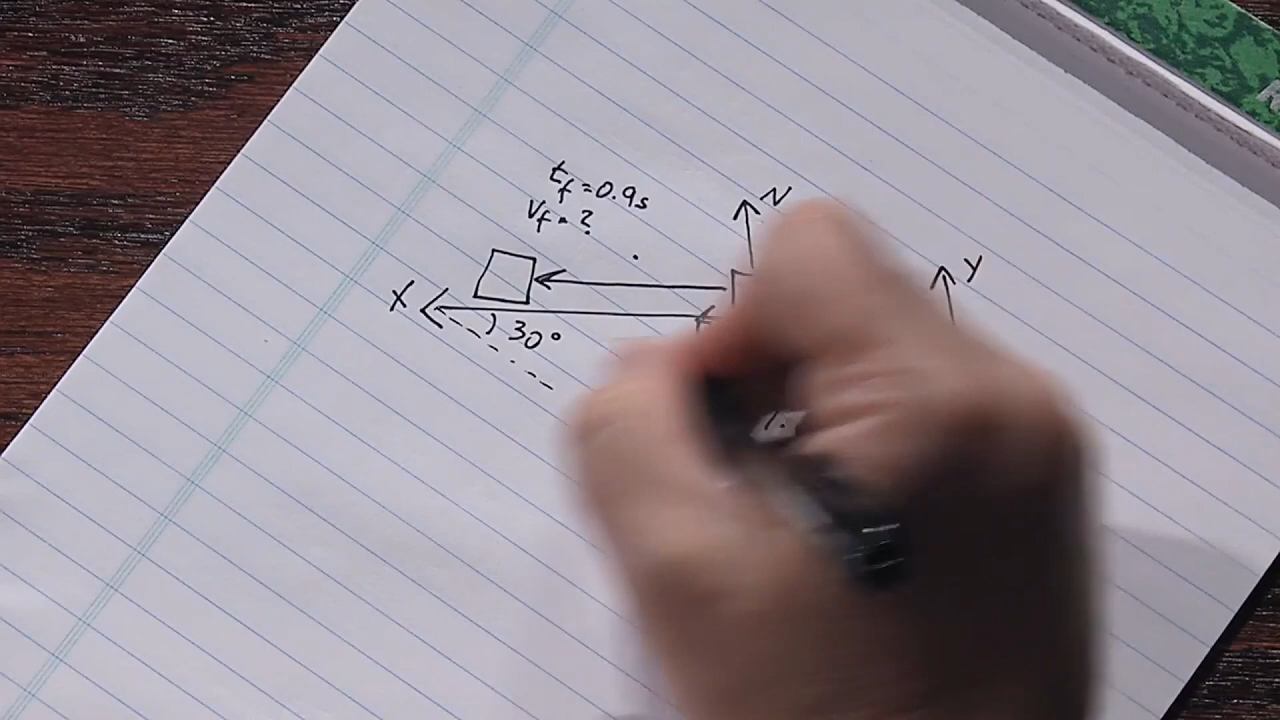 t_f = 0.9s
V_f = ?
N
y
X
30°